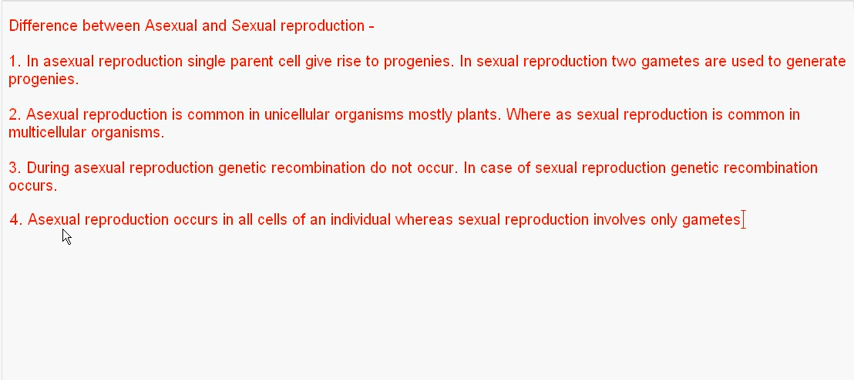 Difference between Asexual and Sexual reproduction -
1. In asexual reproduction single parent cell give rise to progenies. In sexual reproduction two gametes are used to generate
progenies.
2. Asexual reproduction is common in unicellular organisms mostly plants. Where as sexual reproduction is common in
multicellular organisms.
3. During asexual reproduction genetic recombination do not occur. In case of sexual reproduction genetic recombination
occurs.
4. Asexual reproduction occurs in all cells of an individual whereas sexual reproduction involves only gametes